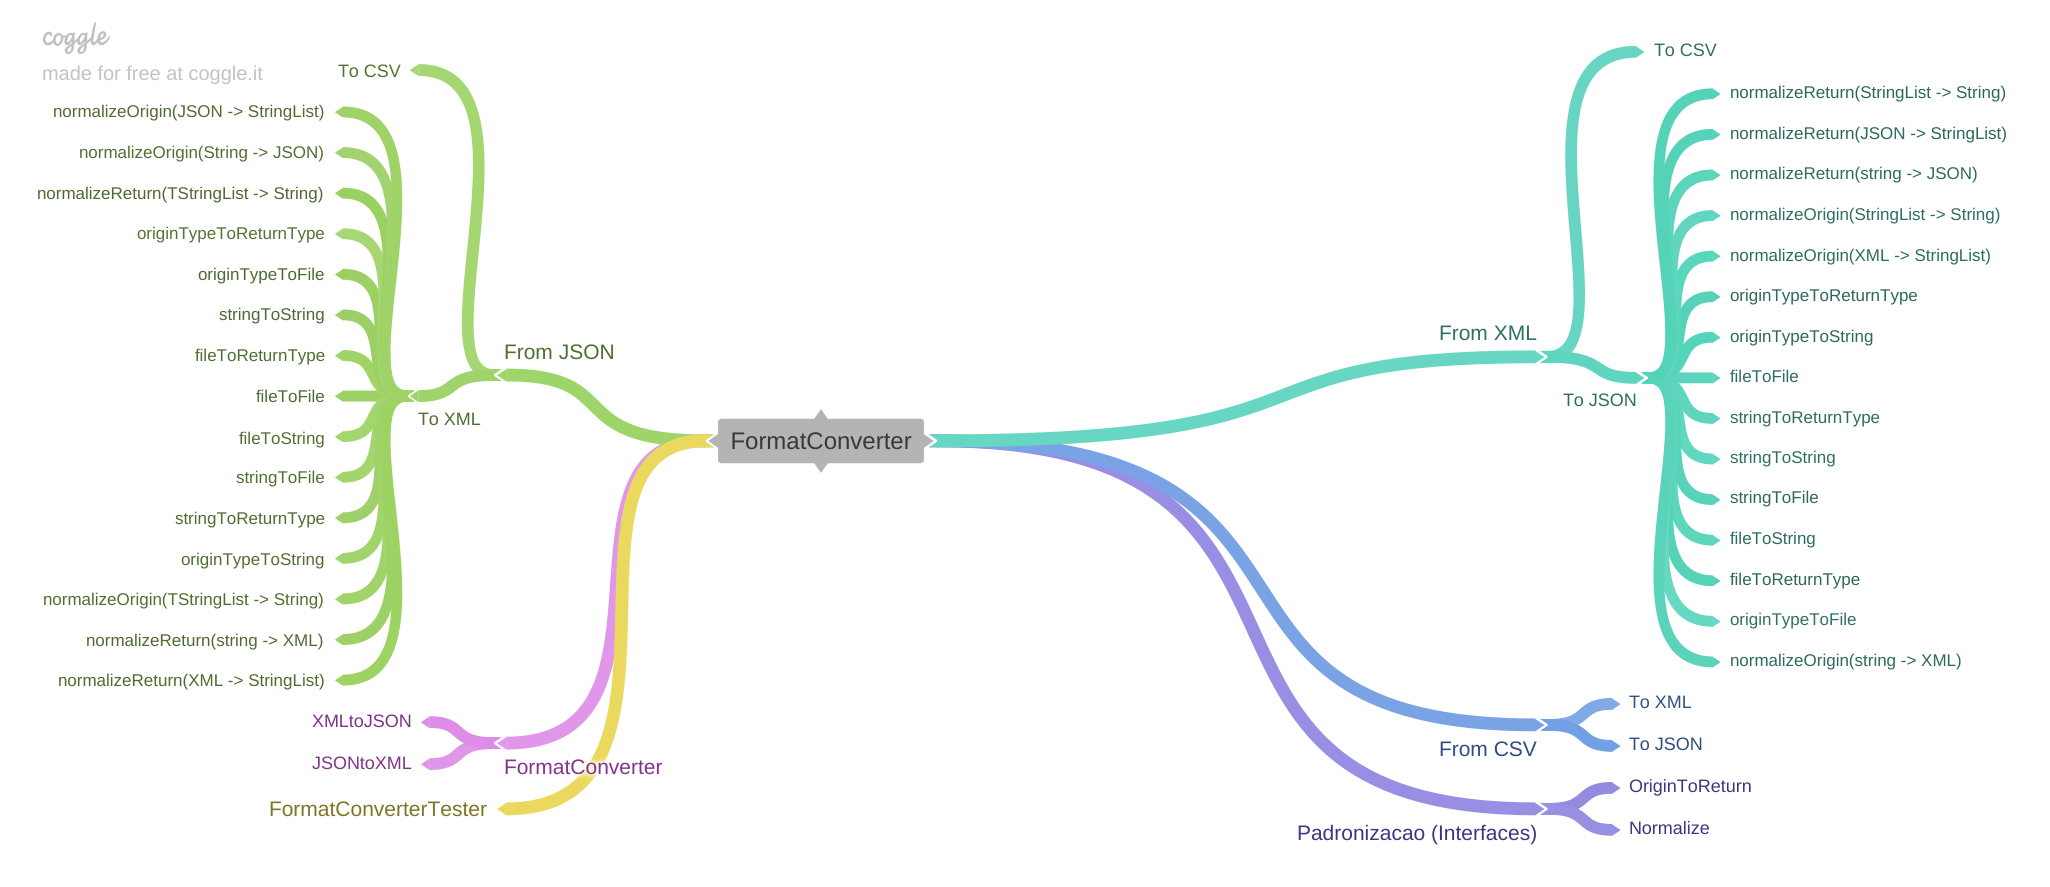 coggle
made for free at coggle.it
To CSV
normalizeOrigin(JSON -> StringList)
normalizeOrigin(String -> JSON)
normalizeReturn(TStringList -> String)
originTypeToReturnType
originTypeToFile
stringToString
fileToReturnType
fileToFile
fileToString
stringToFile
stringToReturnType
originTypeToString
normalizeOrigin(TStringList -> String)
normalizeReturn(string -> XML)
normalizeReturn(XML -> StringList)
From JSON
To XML
XMLtoJSON
JSONtoXML
FormatConverter
FormatConverterTester
FormatConverter
From XML
To CSV
To JSON
normalizeReturn(StringList -> String)
normalizeReturn(JSON -> StringList)
normalizeReturn(string -> JSON)
normalizeOrigin(StringList -> String)
normalizeOrigin(XML -> StringList)
originTypeToReturnType
originTypeToString
fileToFile
stringToReturnType
stringToString
stringToFile
fileToString
fileToReturnType
originTypeToFile
normalizeOrigin(string -> XML)
From CSV
To XML
To JSON
Padronizacao (Interfaces)
OriginToReturn
Normalize